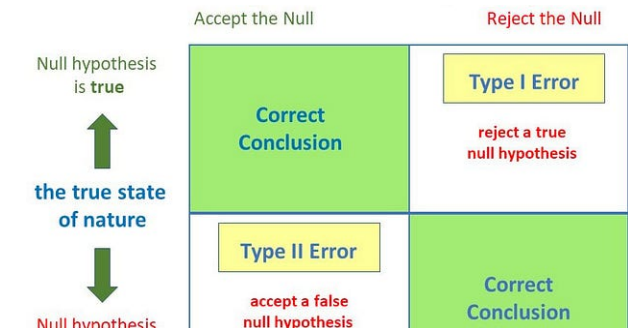 Accept the Null
Reject the Null
Null hypothesis
is true
the true state
of nature
Null hypothesis
Correct
Conclusion
Type I Error
reject a true
null hypothesis
Type II Error
accept a false
null hypothesis
Correct
Conclusion